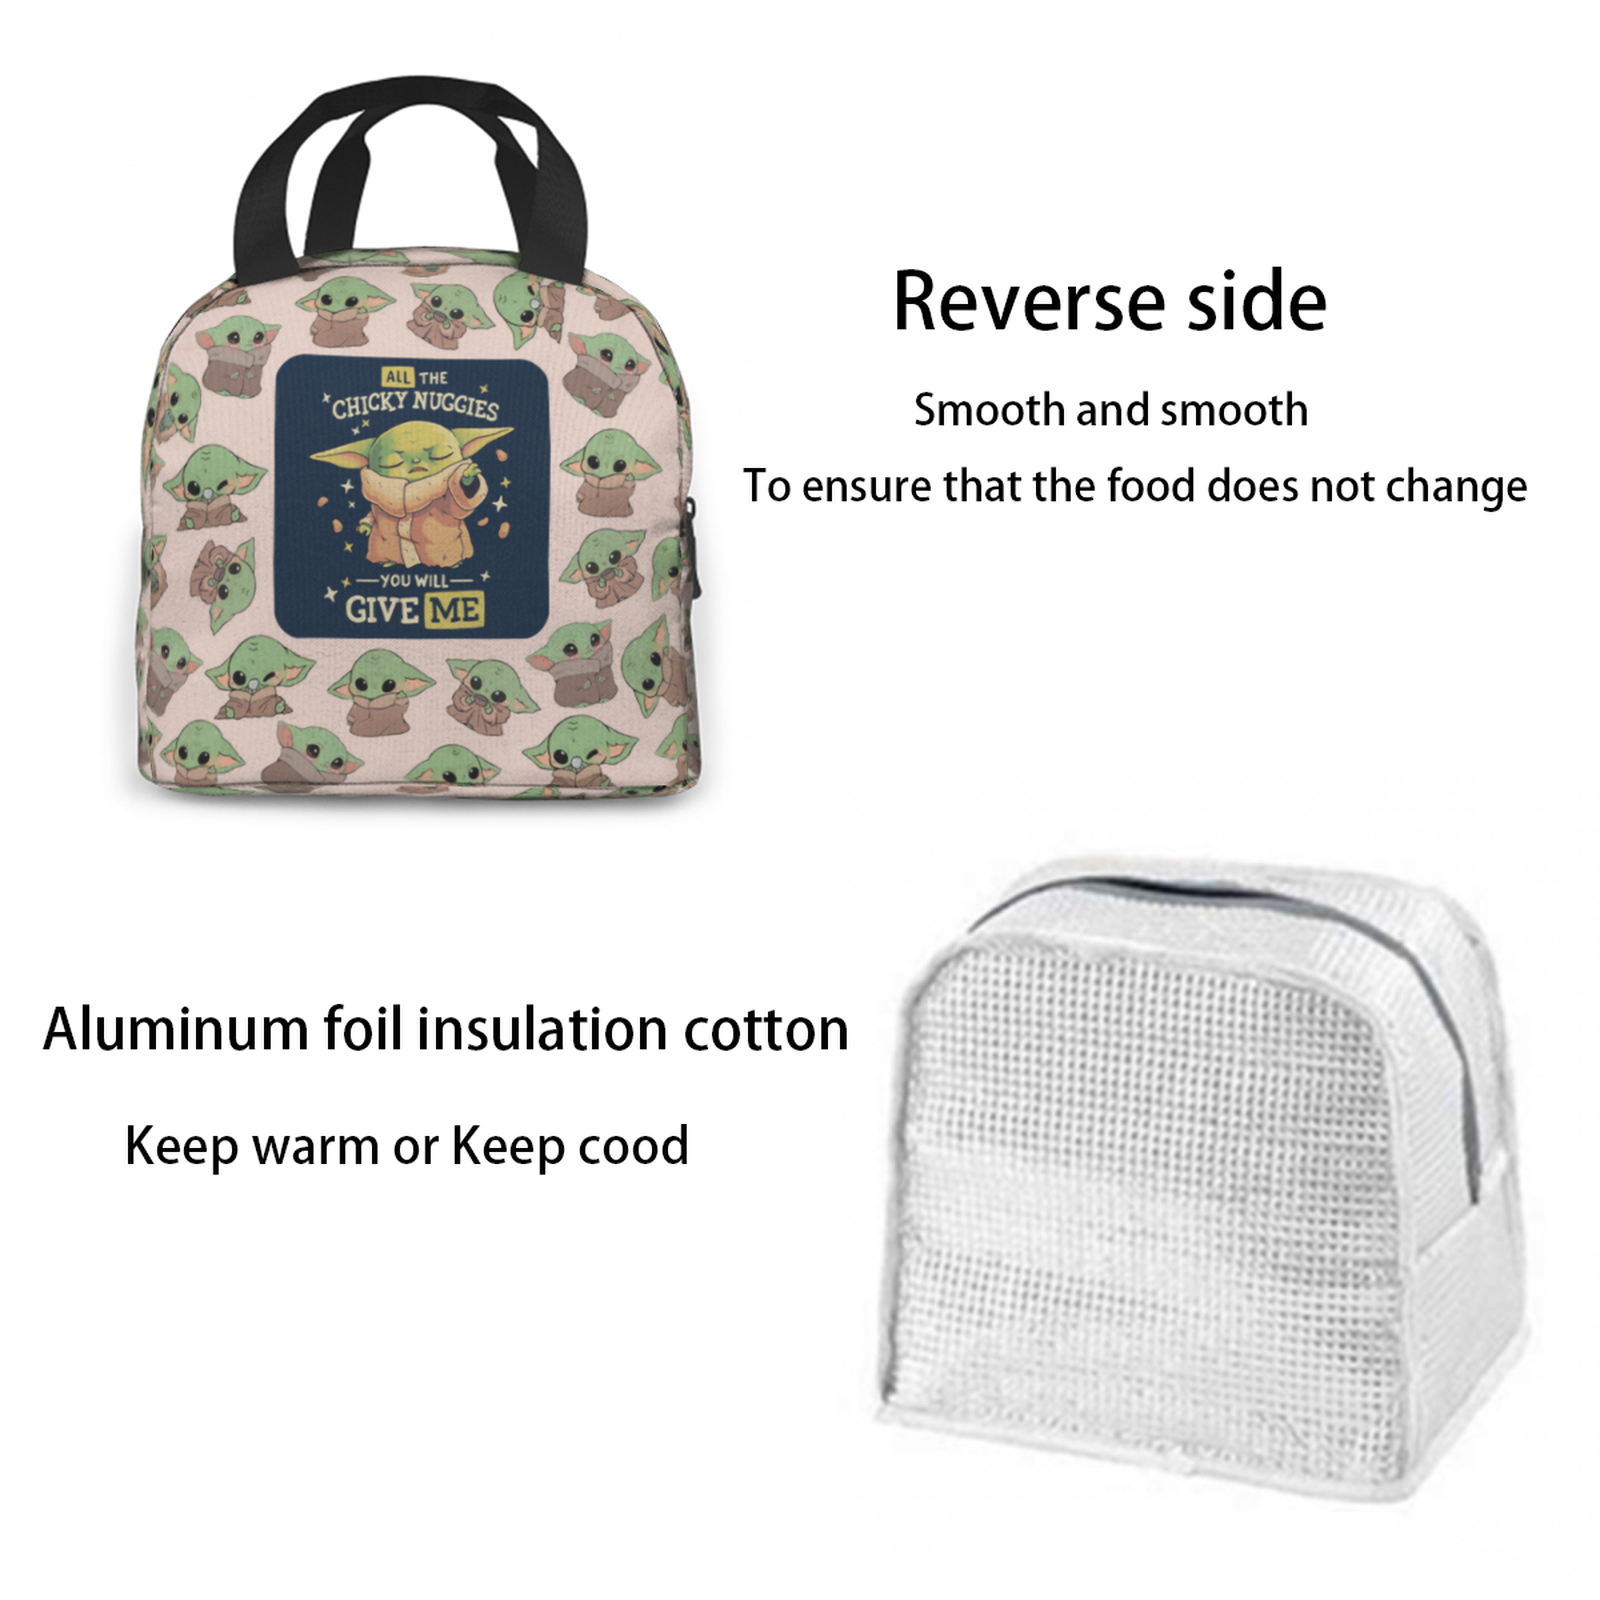 ALL THE
CHICKY NUGGIES
YOU WILL
GIVE ME
Reverse side
Smooth and smooth
To ensure that the food does not change
Aluminum foil insulation cotton
Keep warm or Keep cood